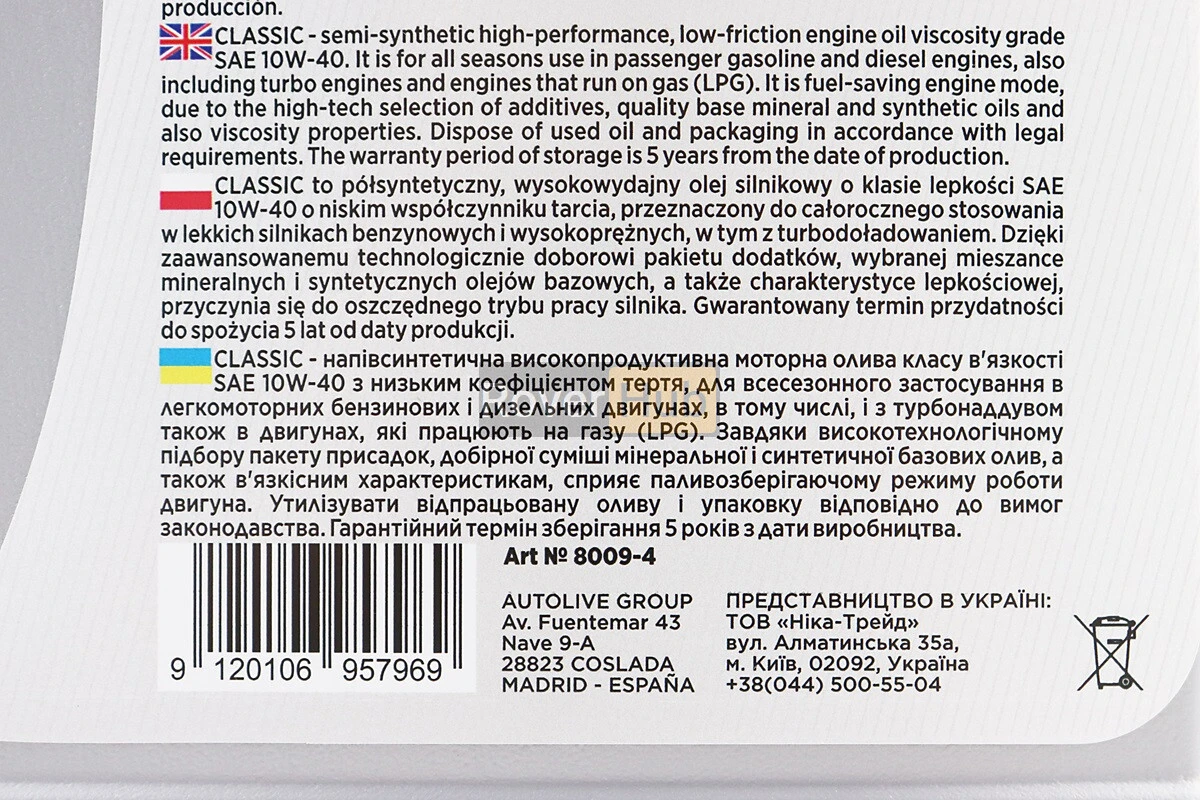 producción.
CLASSIC - semi-synthetic high-performance, low-friction engine oil viscosity grade
SAE 10W-40. It is for all seasons use in passenger gasoline and diesel engines, also
including turbo engines and engines that run on gas (LPG). It is fuel-saving engine mode,
due to the high-tech selection of additives, quality base mineral and synthetic oils and
also viscosity properties. Dispose of used oil and packaging in accordance with legal
requirements. The warranty period of storage is 5 years from the date of production.
CLASSIC to półsyntetyczny, wysokowydajny olej silnikowy o klasie lepkości SAE
10W-40 o niskim współczynniku tarcia, przeznaczony do całorocznego stosowania
w lekkich silnikach benzynowych i wysokoprężnych, w tym z turbodoładowaniem. Dzięki
zaawansowanemu technologicznie doborowi pakietu dodatków, wybranej mieszance
mineralnych i syntetycznych olejów bazowych, a także charakterystyce lepkościowej,
przyczynia się do oszczędnego trybu pracy silnika. Gwarantowany termin przydatności
do spożycia 5 lat od daty produkcji.
CLASSIC - напівсинтетична високопродуктивна моторна олива класу в'язкості
SAE 10W-40 з низьким коефіцієнтом тертя, для всесезонного застосування в
легкомоторних бензинових і дизельних двигунах, в тому числі, і з турбонаддувом
також в двигунах, які працюють на газу (LPG). Завдяки високотехнологічному
підбору пакету присадок, добірної суміші мінеральної і синтетичної базових олив, а
також в'язкісним характеристикам, сприяє паливозберігаючому режиму роботи
двигуна. Утилізувати відпрацьовану оливу і упаковку відповідно до вимог
законодавства. Гарантійний термін зберігання 5 років з дати виробництва.
Art № 8009-4
AUTOLIVE GROUP
Av. Fuentemar 43
Nave 9-A
28823 COSLADA
MADRID - ESPAÑA
ПРЕДСТАВНИЦТВО В УКРАЇНІ:
ТОВ «Ніка-Трейд»
вул. Алматинська 35а,
м. Київ, 02092, Україна
+38(044) 500-55-04
9 120106 957969